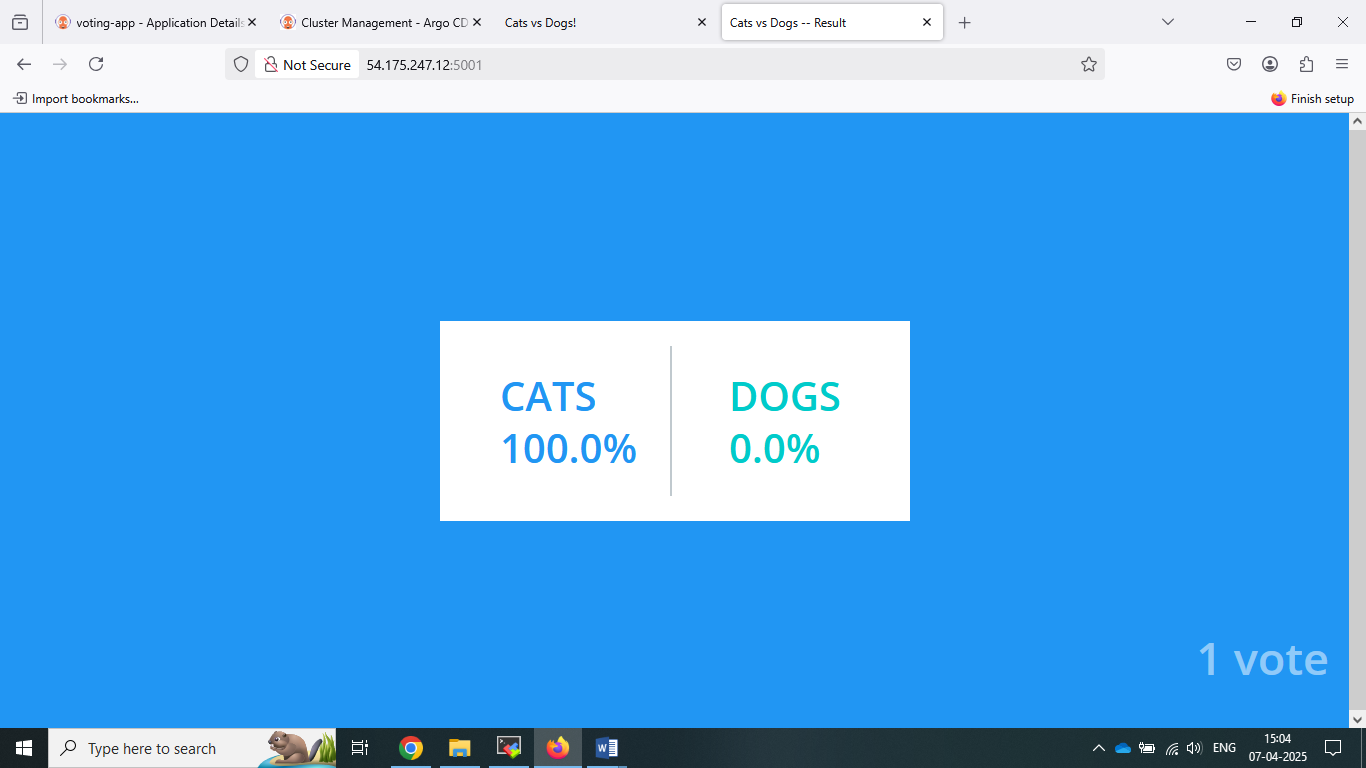 voting-app - Application Details
Cluster Management - Argo CD
Cats vs Dogs!
Cats vs Dogs -- Result
Not Secure
54.175.247.12:5001
Import bookmarks...
Finish setup
CATS
100.0%
DOGS
0.0%
1 vote
Type here to search
ENG
15:04
07-04-2025